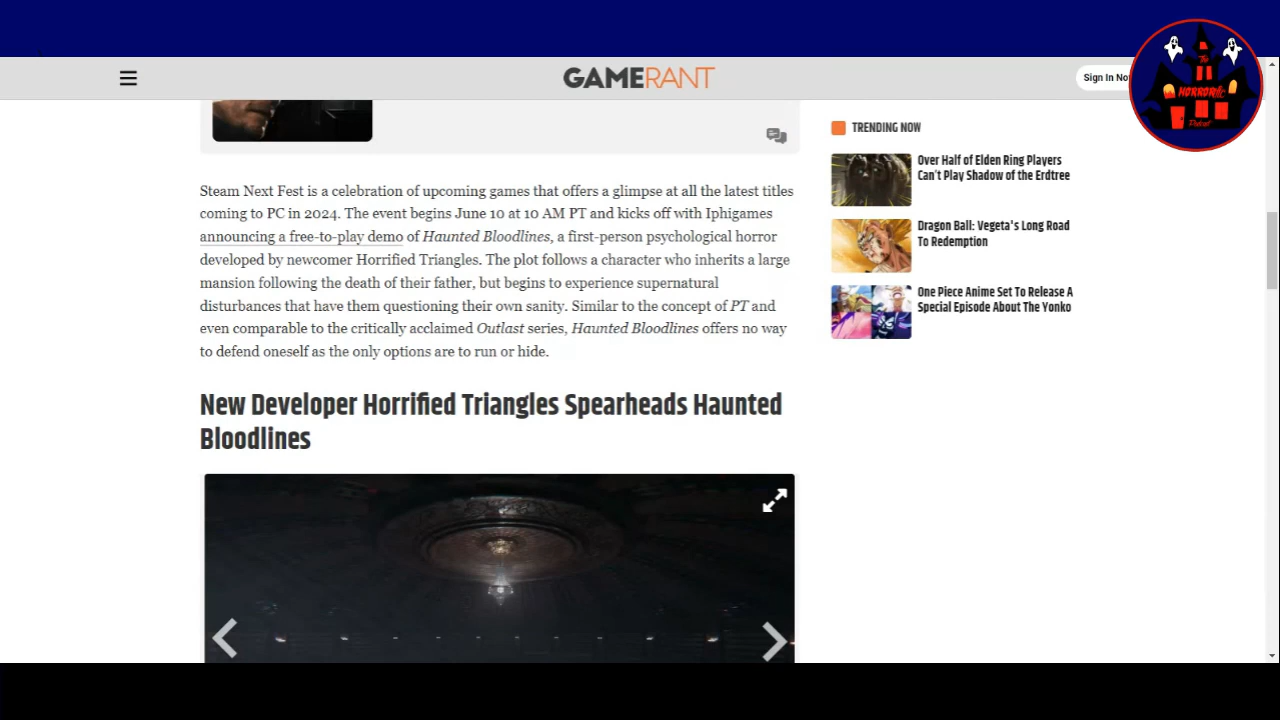 GAMERANT
Sign In Now
The
HORRORific
Podcast
Steam Next Fest is a celebration of upcoming games that offers a glimpse at all the latest titles
coming to PC in 2024. The event begins June 10 at 10 AM PT and kicks off with Iphigames
announcing a free-to-play demo of Haunted Bloodlines, a first-person psychological horror
developed by newcomer Horrified Triangles. The plot follows a character who inherits a large
mansion following the death of their father, but begins to experience supernatural
disturbances that have them questioning their own sanity. Similar to the concept of PT and
even comparable to the critically acclaimed Outlast series, Haunted Bloodlines offers no way
to defend oneself as the only options are to run or hide.
New Developer Horrified Triangles Spearheads Haunted
Bloodlines
TRENDING NOW
Over Half of Elden Ring Players
Can't Play Shadow of the Erdtree
Dragon Ball: Vegeta's Long Road
To Redemption
One Piece Anime Set To Release A
Special Episode About The Yonko